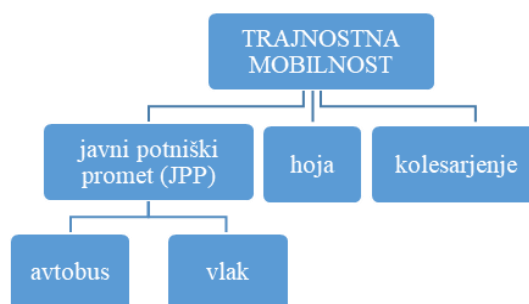 TRAJNOSTNA
MOBILNOST
javni potniški
promet (JPP)
hoja
kolesarjenje
avtobus
vlak